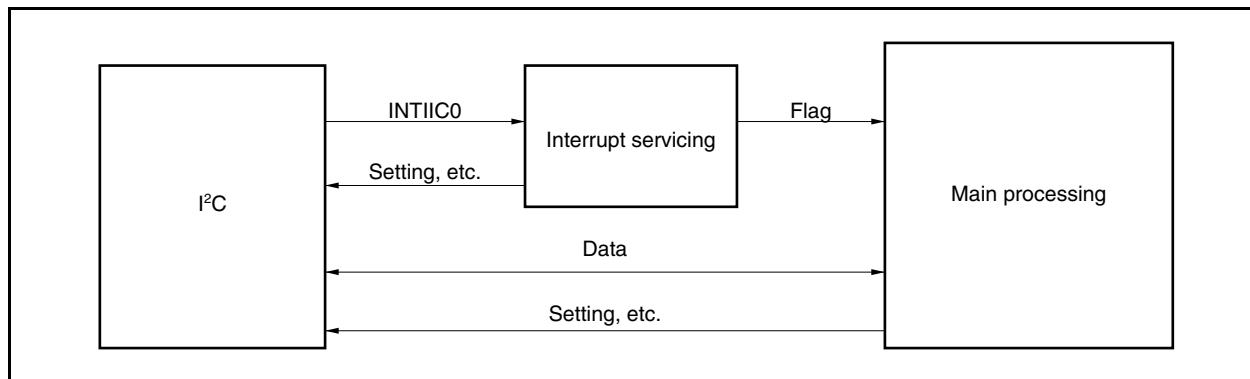 INTIIC0
Flag
Interrupt servicing
Setting, etc.
I²C
Main processing
Data
Setting, etc.